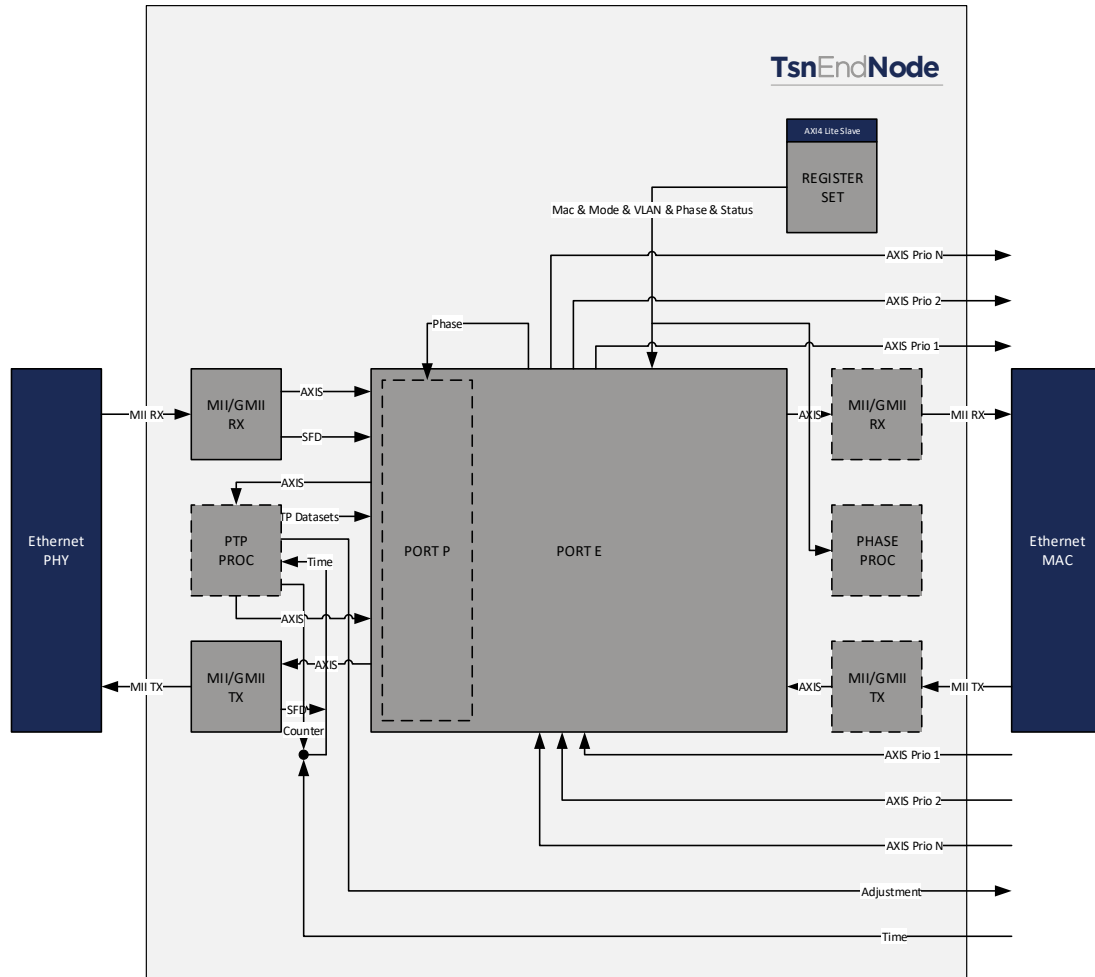 TsnEndNode
AXI4 Lite Slave
REGISTER
SET
Mac & Mode & VLAN & Phase & Status
AXIS Prio N
AXIS Prio 2
AXIS Prio 1
Phase
Ethernet
PHY
MII RX
MII/GMII
RX
AXIS
SFD
AXIS
TP Datasets
PTP
PROC
Time
AXIS
AXIS
MII TX
MII/GMII
TX
SFD
Counter
PORT P
PORT E
AXIS
MII/GMII
RX
MII RX
PHASE
PROC
Ethernet
MAC
AXIS
MII/GMII
TX
MII TX
AXIS Prio 1
AXIS Prio 2
AXIS Prio N
Adjustment
Time